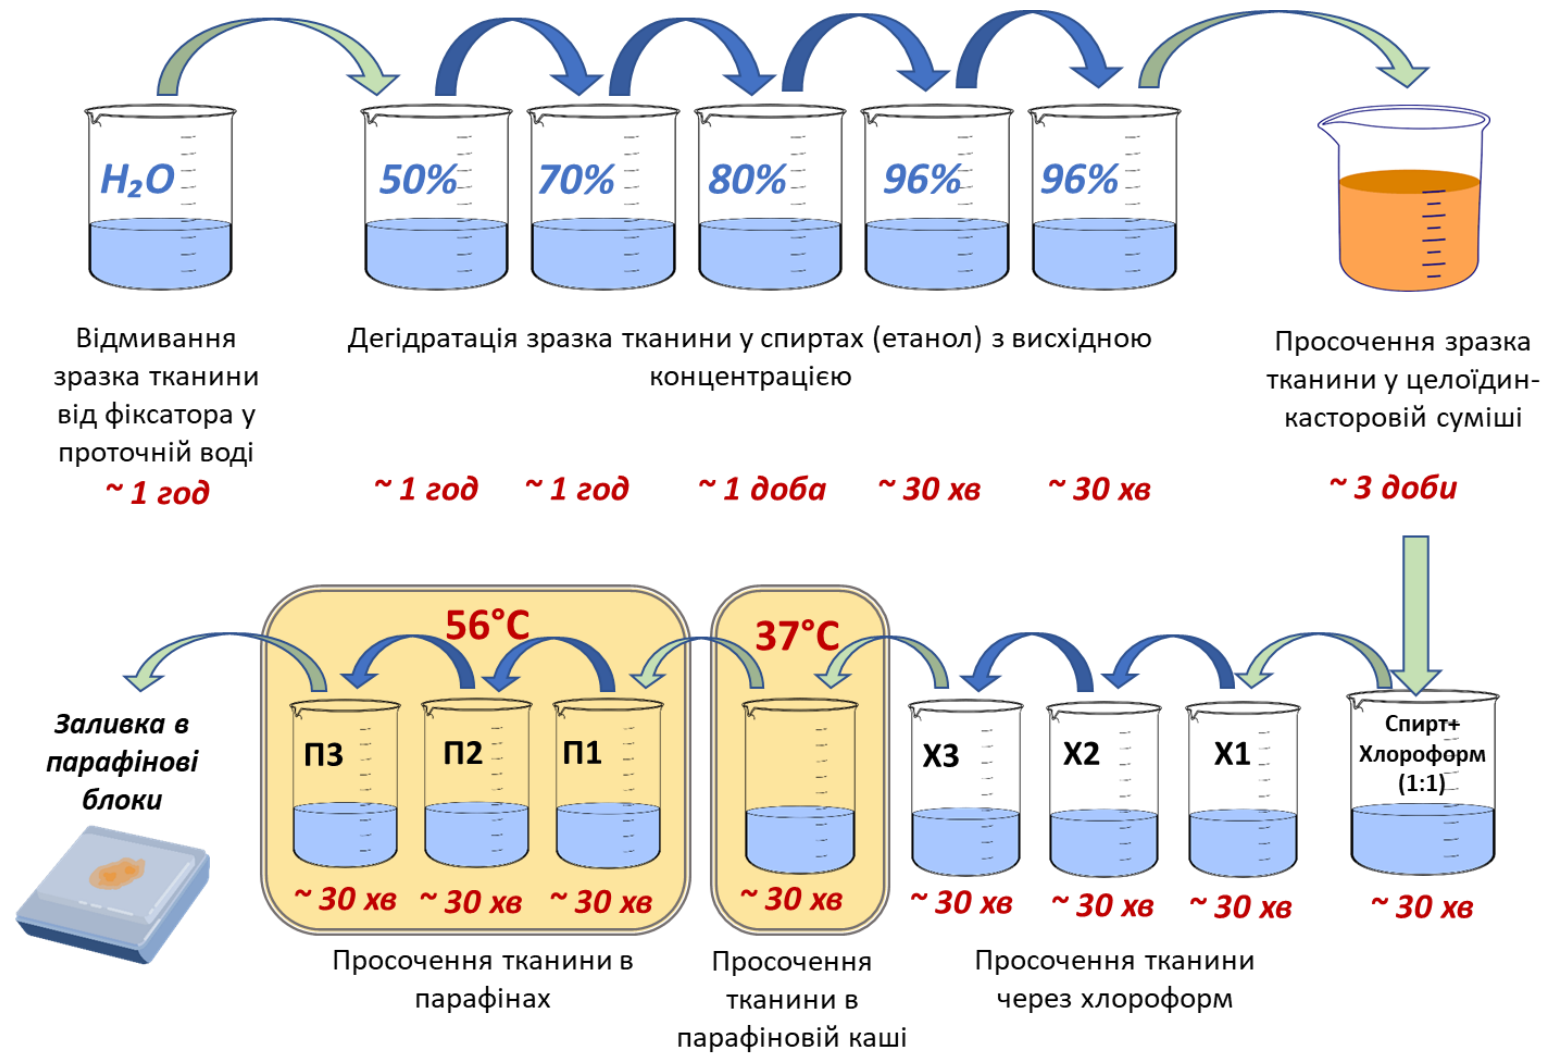 H₂O
50%
70%
80%
96%
96%
Відмивання
зразка тканини
від фіксатора у
проточній воді
~ 1 год
Дегідратація зразка тканини у спиртах (етанол) з висхідною
концентрацією
~ 1 год
~ 1 год
~ 1 доба
~ 30 хв
~ 30 хв
Просочення зразка
тканини у целоїдин-
касторовій суміші
~ 3 доби
Спирт+
Хлороформ
(1:1)
~ 30 хв
Х1
Х2
Х3
~ 30 хв
~ 30 хв
~ 30 хв
Просочення тканини
через хлороформ
37°C
~ 30 хв
Просочення
тканини в
парафіновій каші
56°C
П1
П2
П3
~ 30 хв
~ 30 хв
~ 30 хв
Просочення тканини в
парафінах
Заливка в
парафінові
блоки